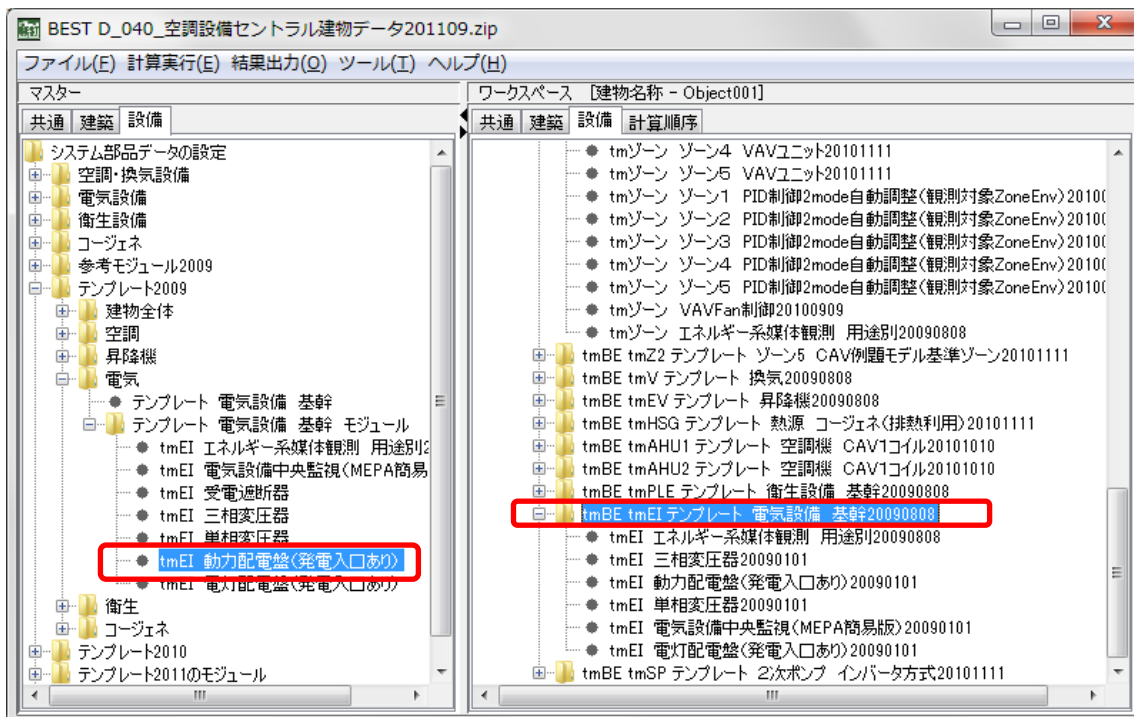 BEST D_040_空調設備セントラル建物データ201109.zip
ファイル(F) 計算実行(E) 結果出力(O) ツール(T) ヘルプ(H)
マスター
共通 建築 設備
システム部品データの設定
空調・換気設備
電気設備
衛生設備
コージェネ
参考モジュール2009
テンプレート2009
建物全体
空調
昇降機
電気
テンプレート 電気設備 基幹
テンプレート 電気設備 基幹 モジュール
tmEI エネルギー系媒体観測 用途別2
tmEI 電気設備中央監視(MEPA簡易
tmEI 受電遮断器
tmEI 三相変圧器
tmEI 単相変圧器
tmEI 動力配電盤(発電入口あり)
tmEI 電灯配電盤(発電入口あり)
衛生
コージェネ
テンプレート2010
テンプレート2011のモジュール
ワークスペース [建物名称 - Object001]
共通 建築 設備 計算順序
tmゾーン ゾーン4 VAVユニット20101111
tmゾーン ゾーン5 VAVユニット20101111
tmゾーン ゾーン1 PID制御2mode自動調整(観測対象ZoneEnv)20100
tmゾーン ゾーン2 PID制御2mode自動調整(観測対象ZoneEnv)20100
tmゾーン ゾーン3 PID制御2mode自動調整(観測対象ZoneEnv)20100
tmゾーン ゾーン4 PID制御2mode自動調整(観測対象ZoneEnv)20100
tmゾーン ゾーン5 PID制御2mode自動調整(観測対象ZoneEnv)20100
tmゾーン VAVFan制御20100909
tmゾーン エネルギー系媒体観測 用途別20090808
tmBE tmZ2 テンプレート ゾーン5 CAV例題モデル基準ゾーン20101111
tmBE tmV テンプレート 換気20090808
tmBE tmEV テンプレート 昇降機20090808
tmBE tmHSG テンプレート 熱源 コージェネ(排熱利用)20101111
tmBE tmAHU1 テンプレート 空調機 CAV1コイル20101010
tmBE tmAHU2 テンプレート 空調機 CAV1コイル20101010
tmBE tmPLE テンプレート 衛生設備 基幹20090808
tmBE tmEI テンプレート 電気設備 基幹20090808
tmEI エネルギー系媒体観測 用途別20090808
tmEI 三相変圧器20090101
tmEI 動力配電盤(発電入口あり)20090101
tmEI 単相変圧器20090101
tmEI 電気設備中央監視(MEPA簡易版)20090101
tmEI 電灯配電盤(発電入口あり)20090101
tmBE tmSP テンプレート 2次ポンプ インバータ方式20101111